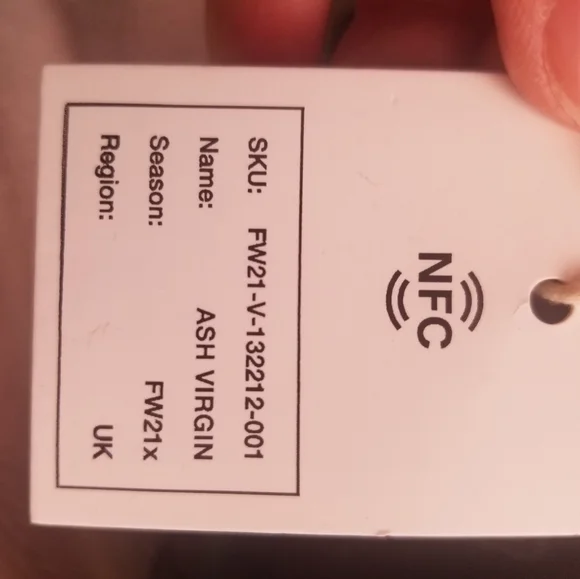 NFC
SKU: FW21-V-132212-001
Name: ASH VIRGIN
Season: FW21x
Region: UK